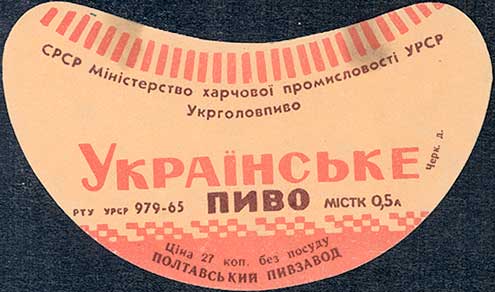 СРСР Міністерство харчової промисловості УРСР
Укрголовпиво
УКРАЇНСЬКЕ
ПИВО
РТУ УРСР 979-65
МІСТК 0,5л
Черк. д.
Ціна 27 коп. без посуду
ПОЛТАВСЬКИЙ ПИВЗАВОД